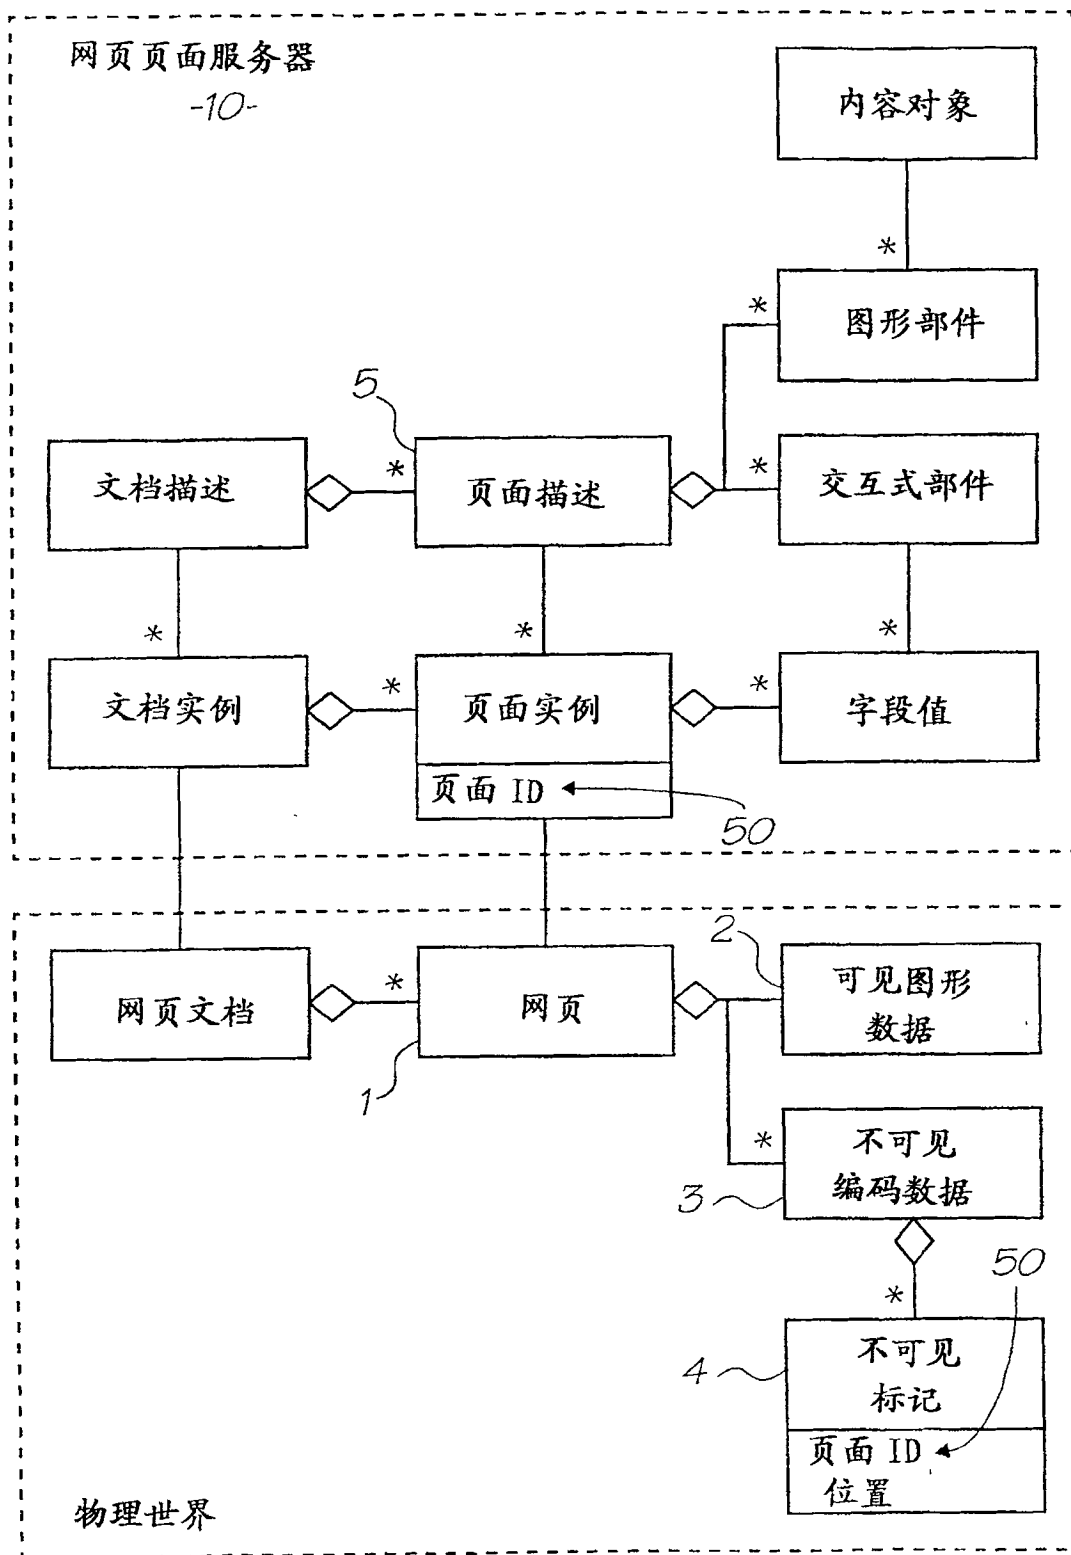 网页页面服务器
-10-
内容对象
*
*
图形部件
5
文档描述
*
页面描述
*
交互式部件
*
*
*
文档实例
*
页面实例
*
字段值
页面 ID
50
网页文档
*
网页
2
可见图形
数据
1
*
不可见
编码数据
3
*
50
4
不可见
标记
页面 ID
位置
物理世界